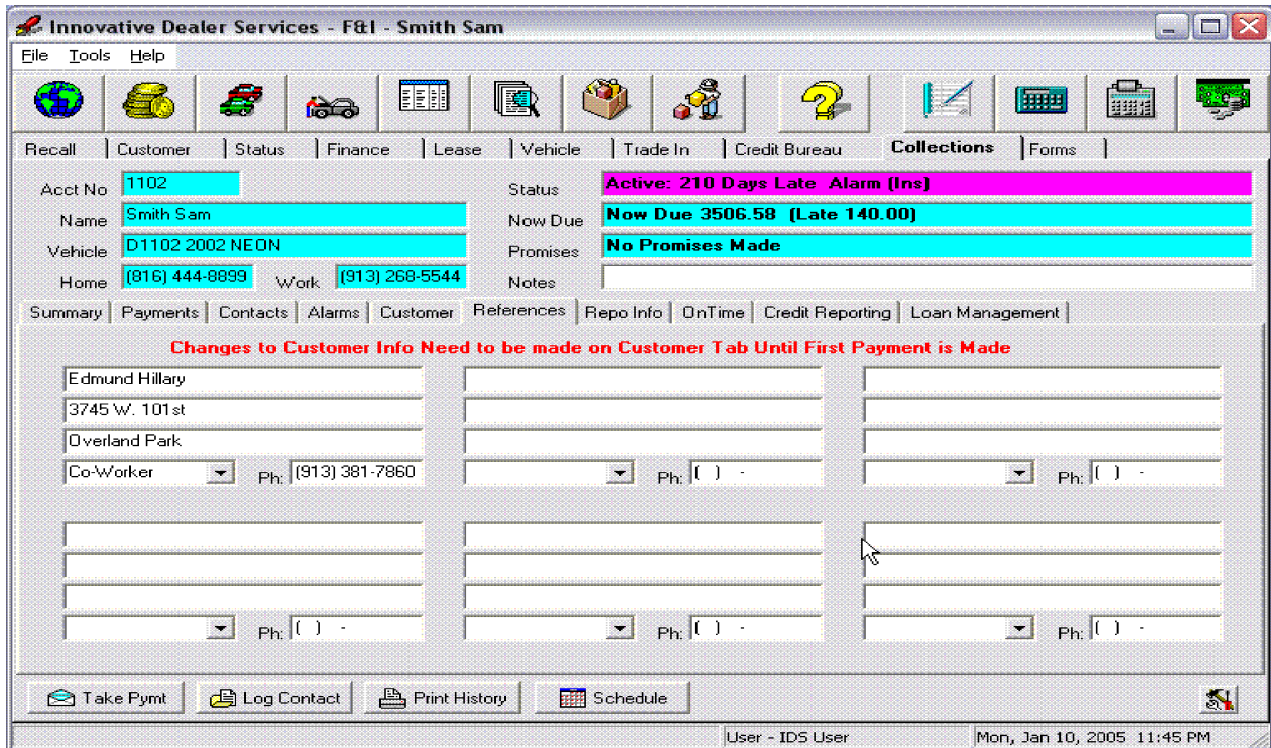 Innovative Dealer Services - F&I - Smith Sam
File Tools Help
Recall Customer Status Finance Lease Vehicle Trade In Credit Bureau Collections Forms
Acct No 1102 Status Active: 210 Days Late Alarm (Ins)
Name Smith Sam Now Due Now Due 3506.58 (Late 140.00)
Vehicle D1102 2002 NEON Promises No Promises Made
Home (816) 444-8899 Work (913) 268-5544 Notes
Summary Payments Contacts Alarms Customer References Repo Info OnTime Credit Reporting Loan Management
Changes to Customer Info Need to be made on Customer Tab Until First Payment is Made
Edmund Hillary
3745 W. 101st
Overland Park
Co-Worker Ph: (913) 381-7860 Ph: ( ) - Ph: ( ) -
Ph: ( ) - Ph: ( ) - Ph: ( ) -
Take Pymt Log Contact Print History Schedule
User - IDS User Mon, Jan 10, 2005 11:45 PM